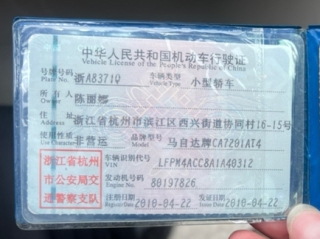 中华人民共和国机动车行驶证
Vehicle License of the People's Republic of China
号牌号码 浙A8371Q 车辆类型 小型轿车
Plate No. Vehicle Type
所有人 陈丽娜
Owner
住址 浙江省杭州市滨江区西兴街道协同村16-15号
Address
使用性质 非营运 品牌型号 马自达牌CA7201AT4
Use Character Model
浙江省杭州 车辆识别代号 LFPM4ACC8A1A40312
VIN
市公安局交 发动机号码 80197826
Engine No.
通警察支队 注册日期 2010-04-22 发证日期 2010-04-22
Register Date Issue Date